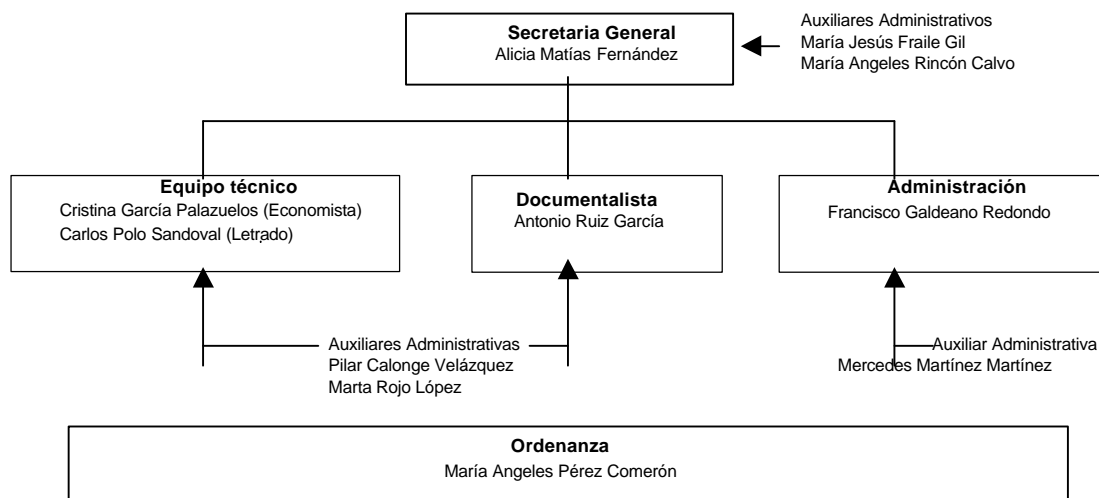 Secretaria General
Alicia Matías Fernández
Auxiliares Administrativos
María Jesús Fraile Gil
María Angeles Rincón Calvo
Equipo técnico
Cristina García Palazuelos (Economista)
Carlos Polo Sandoval (Letrado)
Documentalista
Antonio Ruiz García
Administración
Francisco Galdeano Redondo
Auxiliares Administrativas
Pilar Calonge Velázquez
Marta Rojo López
Auxiliar Administrativa
Mercedes Martínez Martínez
Ordenanza
María Angeles Pérez Comerón